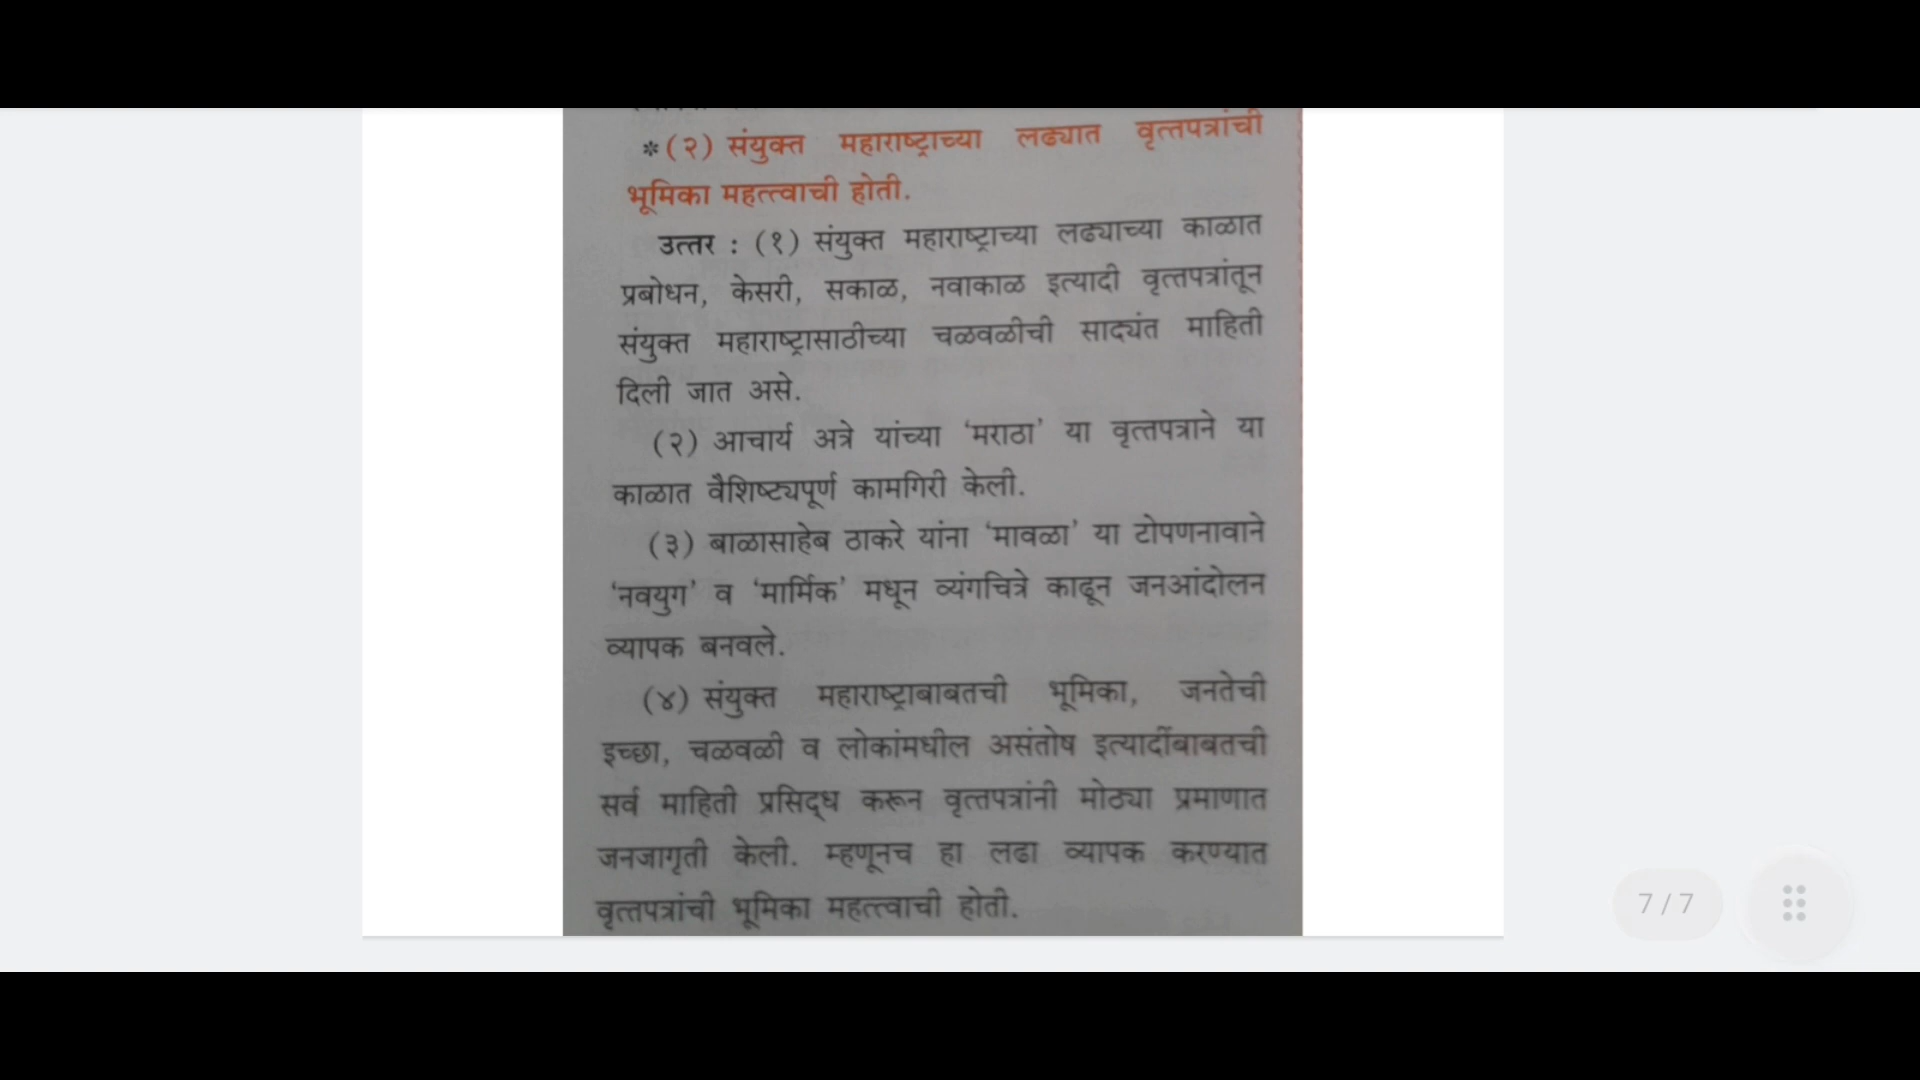 *(२) संयुक्त महाराष्ट्राच्या लढ्यात वृत्तपत्रांची
भूमिका महत्त्वाची होती.
उत्तर : (१) संयुक्त महाराष्ट्राच्या लढ्याच्या काळात
प्रबोधन, केसरी, सकाळ, नवाकाळ इत्यादी वृत्तपत्रांतून
संयुक्त महाराष्ट्रासाठीच्या चळवळीची साद्यंत माहिती
दिली जात असे.
(२) आचार्य अत्रे यांच्या ‘मराठा’ या वृत्तपत्राने या
काळात वैशिष्ट्यपूर्ण कामगिरी केली.
(३) बाळासाहेब ठाकरे यांना ‘मावळा’ या टोपणनावाने
‘नवयुग’ व ‘मार्मिक’ मधून व्यंगचित्रे काढून जनआंदोलन
व्यापक बनवले.
(४) संयुक्त महाराष्ट्राबाबतची भूमिका, जनतेची
इच्छा, चळवळी व लोकांमधील असंतोष इत्यादींबाबतची
सर्व माहिती प्रसिद्ध करून वृत्तपत्रांनी मोठ्या प्रमाणात
जनजागृती केली. म्हणूनच हा लढा व्यापक करण्यात
वृत्तपत्रांची भूमिका महत्त्वाची होती.
7 / 7